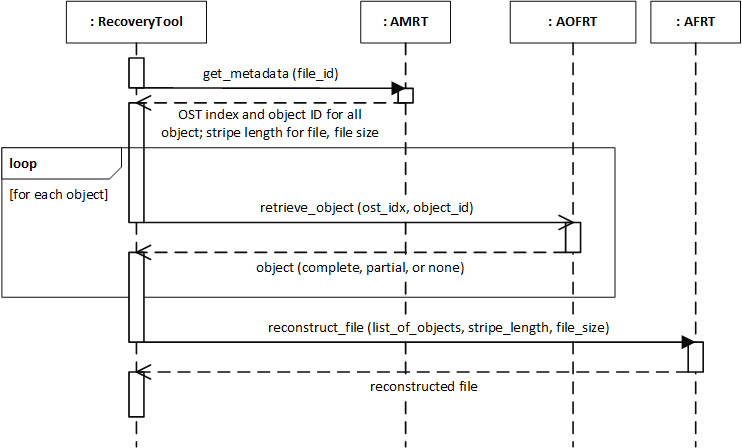 : RecoveryTool
: AMRT
: AOFRT
: AFRT
get_metadata (file_id)
OST index and object ID for all
object; stripe length for file, file size
loop
[for each object]
retrieve_object (ost_idx, object_id)
object (complete, partial, or none)
reconstruct_file (list_of_objects, stripe_length, file_size)
reconstructed file